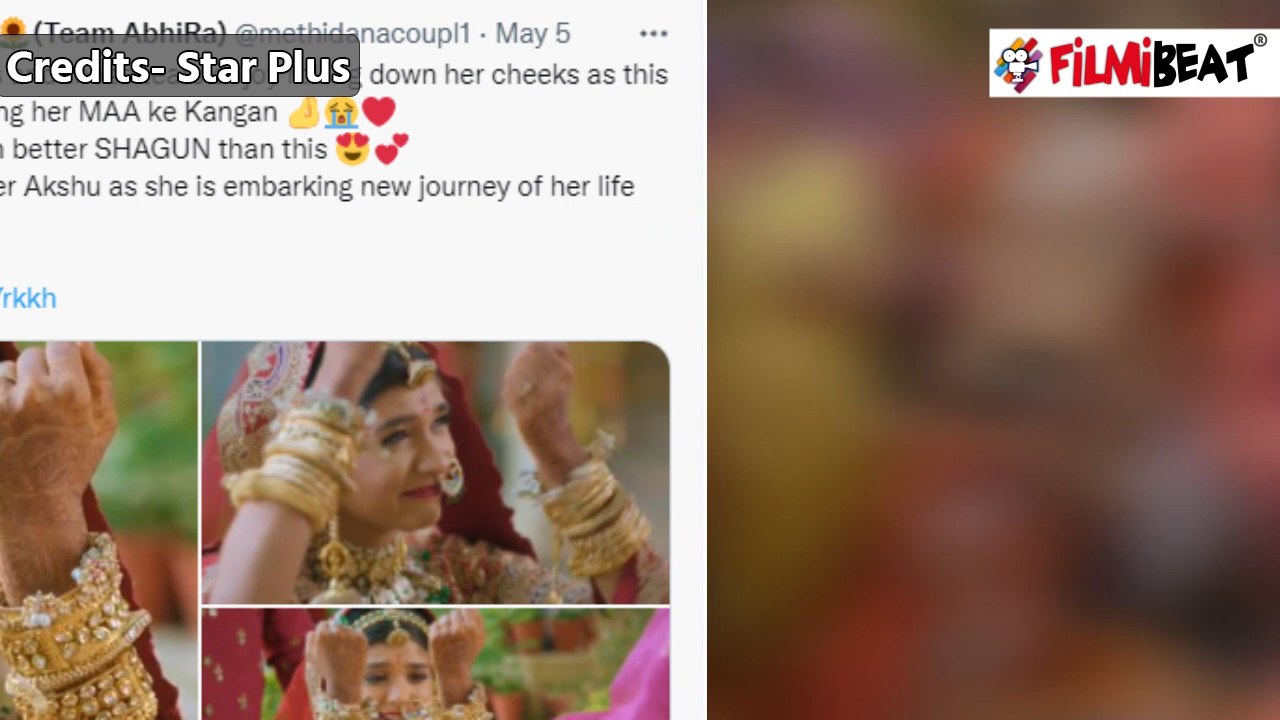 (Team AbhiRa) @methidanacoupl1 · May 5
Credits- Star Plus
down her cheeks as this
her MAA ke Kangan
better SHAGUN than this
Akshu as she is embarking new journey of her life
rkkh
FILMIBEAT®